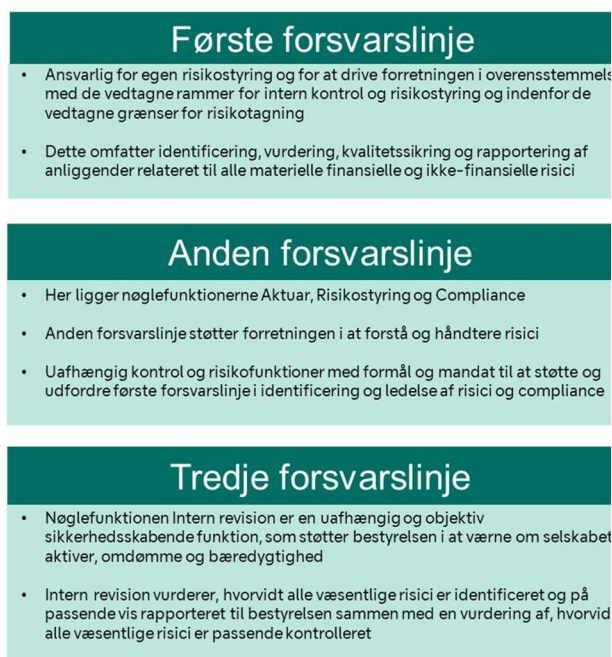 Første forsvarslinje
• Ansvarlig for egen risikostyring og for at drive forretningen i overensstemmels
med de vedtagne rammer for intern kontrol og risikostyring og indenfor de
vedtagne grænser for risikotagning
• Dette omfatter identificering, vurdering, kvalitetssikring og rapportering af
anliggender relateret til alle materielle finansielle og ikke-finansielle risici
Anden forsvarslinje
• Her ligger nøglefunktionerne Aktuar, Risikostyring og Compliance
• Anden forsvarslinje støtter forretningen i at forstå og håndtere risici
• Uafhængig kontrol og risikofunktioner med formål og mandat til at støtte og
udfordre første forsvarslinje i identificering og ledelse af risici og compliance
Tredje forsvarslinje
• Nøglefunktionen Intern revision er en uafhængig og objektiv
sikkerhedsskabende funktion, som støtter bestyrelsen i at værne om selskabet
aktiver, omdømme og bæredygtighed
• Intern revision vurderer, hvorvidt alle væsentlige risici er identificeret og på
passende vis rapporteret til bestyrelsen sammen med en vurdering af, hvorvid
alle væsentlige risici er passende kontrolleret